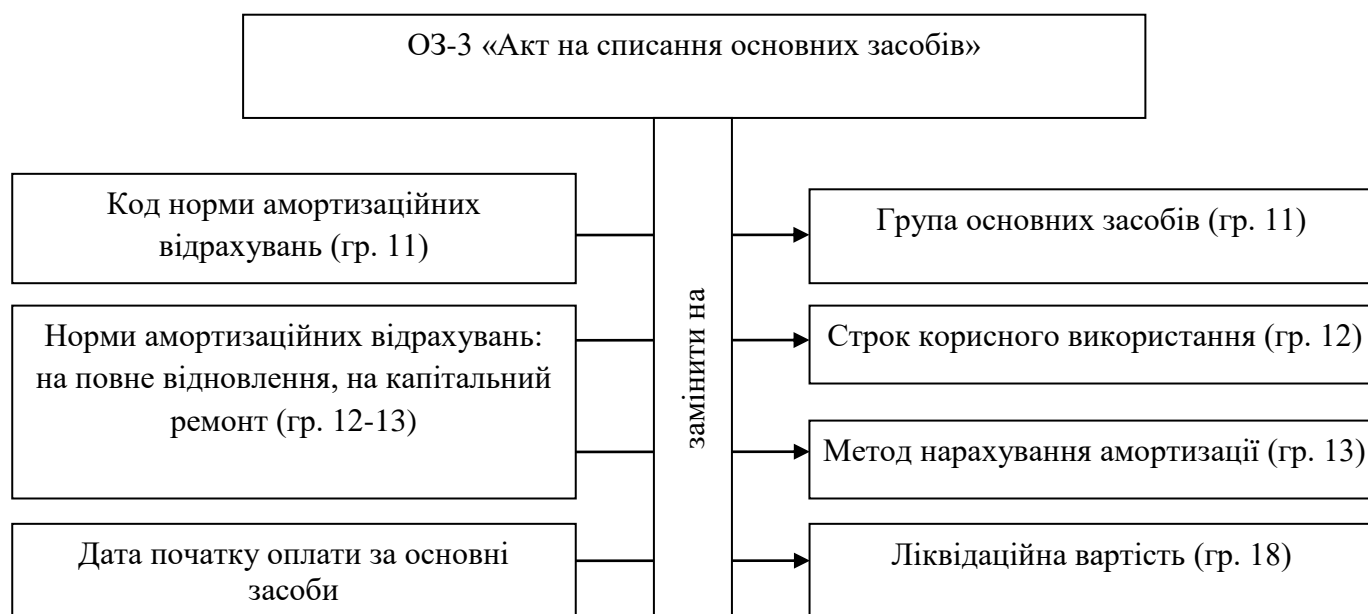 ОЗ-3 «Акт на списання основних засобів»
Код норми амортизаційних
відрахувань (гр. 11)
Норми амортизаційних відрахувань:
на повне відновлення, на капітальний
ремонт (гр. 12-13)
Дата початку оплати за основні
засоби
замінити на
Група основних засобів (гр. 11)
Строк корисного використання (гр. 12)
Метод нарахування амортизації (гр. 13)
Ліквідаційна вартість (гр. 18)